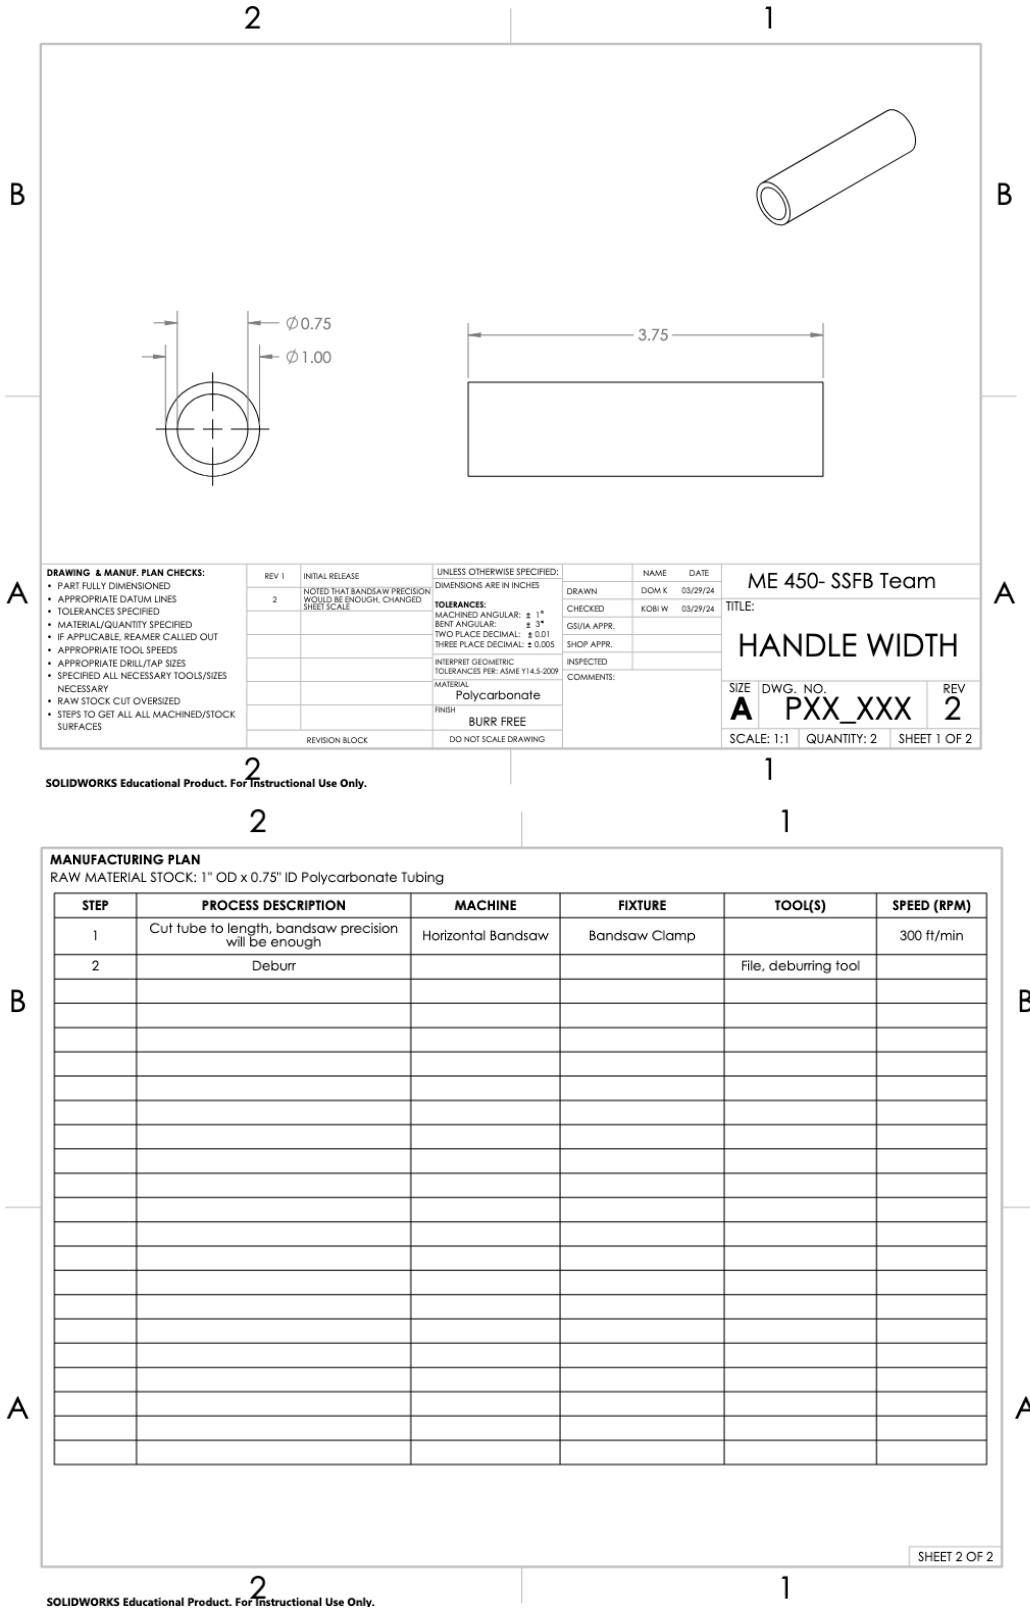 2
1
B
B
Ø0.75
Ø1.00
3.75
A
A
DRAWING & MANUF. PLAN CHECKS:
• PART FULLY DIMENSIONED
• APPROPRIATE DATUM LINES
• TOLERANCES SPECIFIED
• MATERIAL/QUANTITY SPECIFIED
• IF APPLICABLE, REAMER CALLED OUT
• APPROPRIATE TOOL SPEEDS
• APPROPRIATE DRILL/TAP SIZES
• SPECIFIED ALL NECESSARY TOOLS/SIZES
NECESSARY
• RAW STOCK CUT OVERSIZED
• STEPS TO GET ALL ALL MACHINED/STOCK
SURFACES
REV 1 INITIAL RELEASE
2 NOTED THAT BANDSAW PRECISION
WOULD BE ENOUGH, CHANGED
SHEET SCALE
REVISION BLOCK
UNLESS OTHERWISE SPECIFIED:
DIMENSIONS ARE IN INCHES
TOLERANCES:
MACHINED ANGULAR: ± 1°
BENT ANGULAR: ± 3°
TWO PLACE DECIMAL: ± 0.01
THREE PLACE DECIMAL: ± 0.005
INTERPRET GEOMETRIC
TOLERANCES PER: ASME Y14.5-2009
MATERIAL
Polycarbonate
FINISH
BURR FREE
DO NOT SCALE DRAWING
NAME DATE
DRAWN DOM K 03/29/24
CHECKED KOBI W 03/29/24
GSI/IA APPR.
SHOP APPR.
INSPECTED
COMMENTS:
ME 450- SSFB Team
TITLE:
HANDLE WIDTH
SIZE DWG. NO. REV
A PXX_XXX 2
SCALE: 1:1 QUANTITY: 2 SHEET 1 OF 2
2
1
SOLIDWORKS Educational Product. For Instructional Use Only.
2
1
MANUFACTURING PLAN
RAW MATERIAL STOCK: 1" OD x 0.75" ID Polycarbonate Tubing
STEP PROCESS DESCRIPTION MACHINE FIXTURE TOOL(S) SPEED (RPM)
1 Cut tube to length, bandsaw precision
will be enough Horizontal Bandsaw Bandsaw Clamp 300 ft/min
2 Deburr File, deburring tool
B
B
A
A
SHEET 2 OF 2
2
1
SOLIDWORKS Educational Product. For Instructional Use Only.